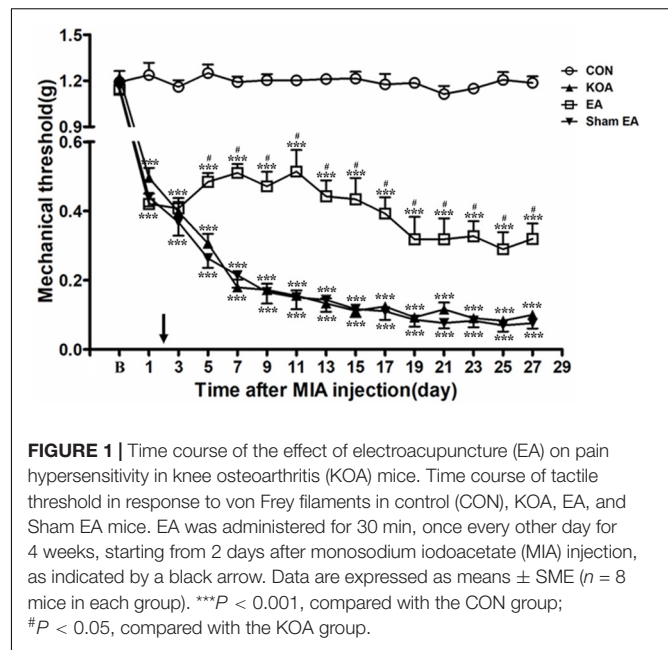 1.5
1.2
0.9
0.6
0.4
0.2
0.0
Mechanical threshold(g)
CON
KOA
EA
Sham EA
# # # # # # # # # # # #
*** *** *** *** *** *** *** *** *** *** *** *** *** ***
*** *** *** *** *** *** *** *** *** *** *** ***
*** *** *** *** *** *** *** *** *** *** *** *** *** ***
B 1 3 5 7 9 11 13 15 17 19 21 23 25 27 29
Time after MIA injection(day)
FIGURE 1 | Time course of the effect of electroacupuncture (EA) on pain
hypersensitivity in knee osteoarthritis (KOA) mice. Time course of tactile
threshold in response to von Frey filaments in control (CON), KOA, EA, and
Sham EA mice. EA was administered for 30 min, once every other day for
4 weeks, starting from 2 days after monosodium iodoacetate (MIA) injection,
as indicated by a black arrow. Data are expressed as means ± SME (n = 8
mice in each group). ***P < 0.001, compared with the CON group;
#P < 0.05, compared with the KOA group.